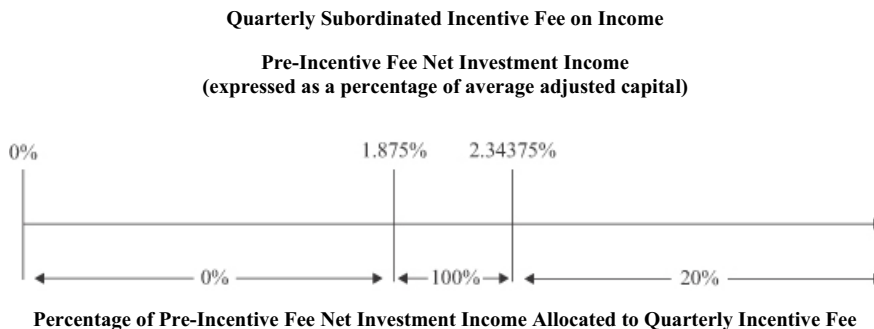 Quarterly Subordinated Incentive Fee on Income
Pre-Incentive Fee Net Investment Income
(expressed as a percentage of average adjusted capital)
0% 1.875% 2.34375%
0% 100% 20%
Percentage of Pre-Incentive Fee Net Investment Income Allocated to Quarterly Incentive Fee